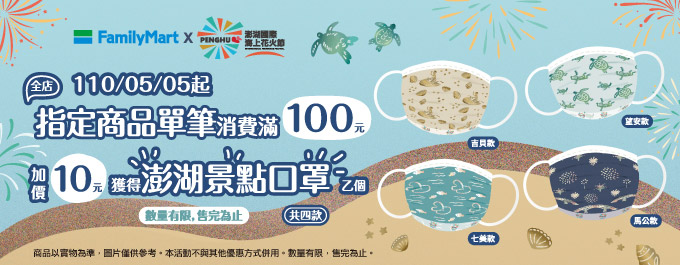 FamilyMart X PENGHU 澎湖國際
海上花火節
全店 110/05/05起
指定商品單筆消費滿100元
加價10元 獲得澎湖景點口罩乙個
數量有限,售完為止 共四款
吉貝款
望安款
七美款
馬公款
商品以實物為準,圖片僅供參考。本活動不與其他優惠方式併用。數量有限,售完為止。